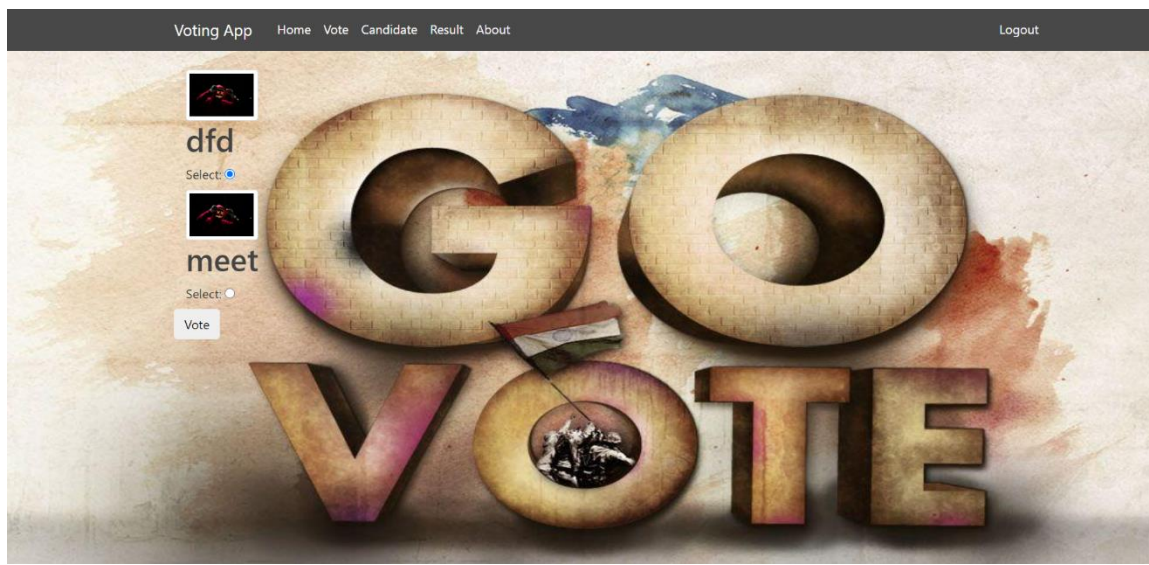 Voting App Home Vote Candidate Result About Logout
dfd
Select:
meet
Select:
Vote
GO
VOTE